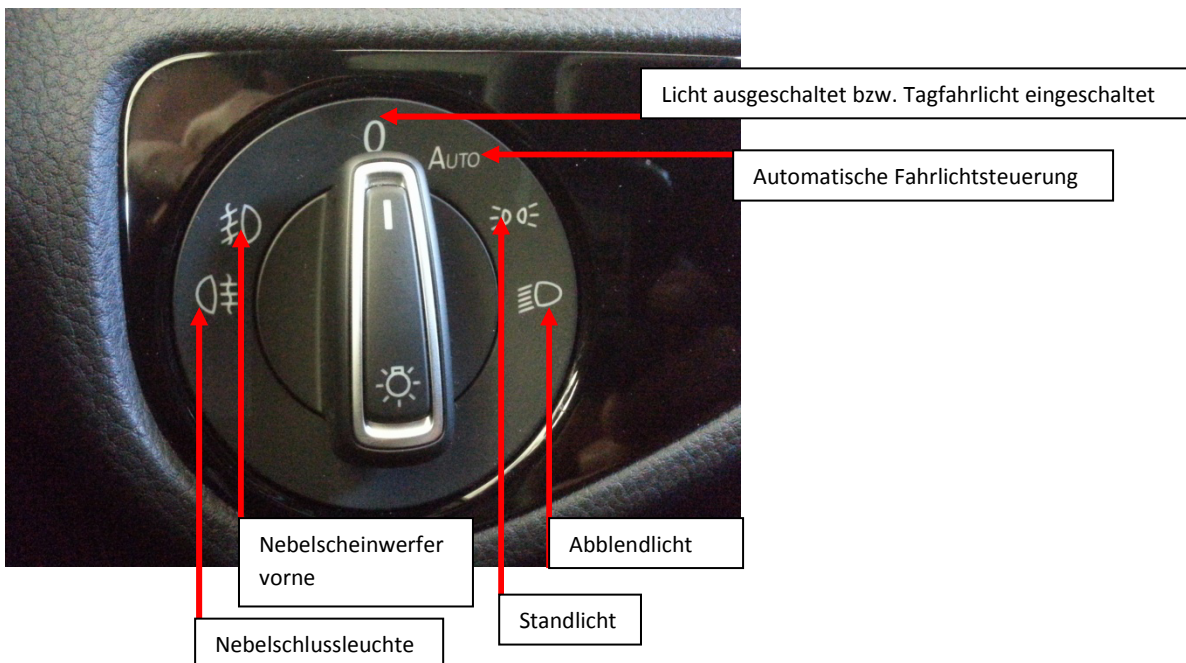 Licht ausgeschaltet bzw. Tagfahrlicht eingeschaltet
0
AUTO
Automatische Fahrlichtsteuerung
Nebelscheinwerfer
vorne
Abblendlicht
Standlicht
Nebelschlussleuchte